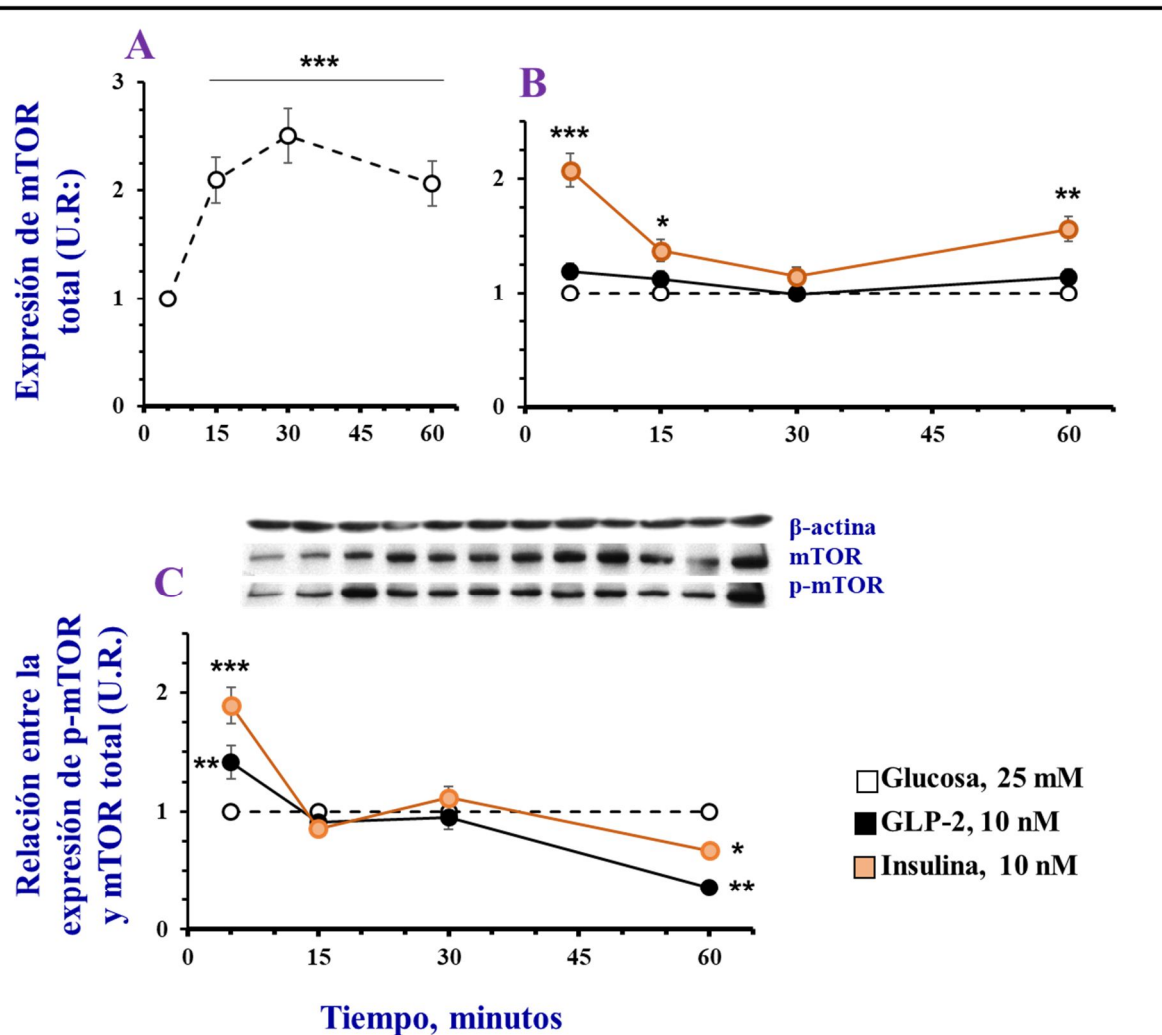 A
B
***
3
2
1
0
0 15 30 45 60
Expresión de mTOR
total (U.R:)
***
*
**
2
1
0
0 15 30 45 60
β-actina
mTOR
p-mTOR
C
Relación entre la
expresión de p-mTOR
y mTOR total (U.R.)
***
**
*
**
2
1
0
0 15 30 45 60
Glucosa, 25 mM
GLP-2, 10 nM
Insulina, 10 nM
Tiempo, minutos